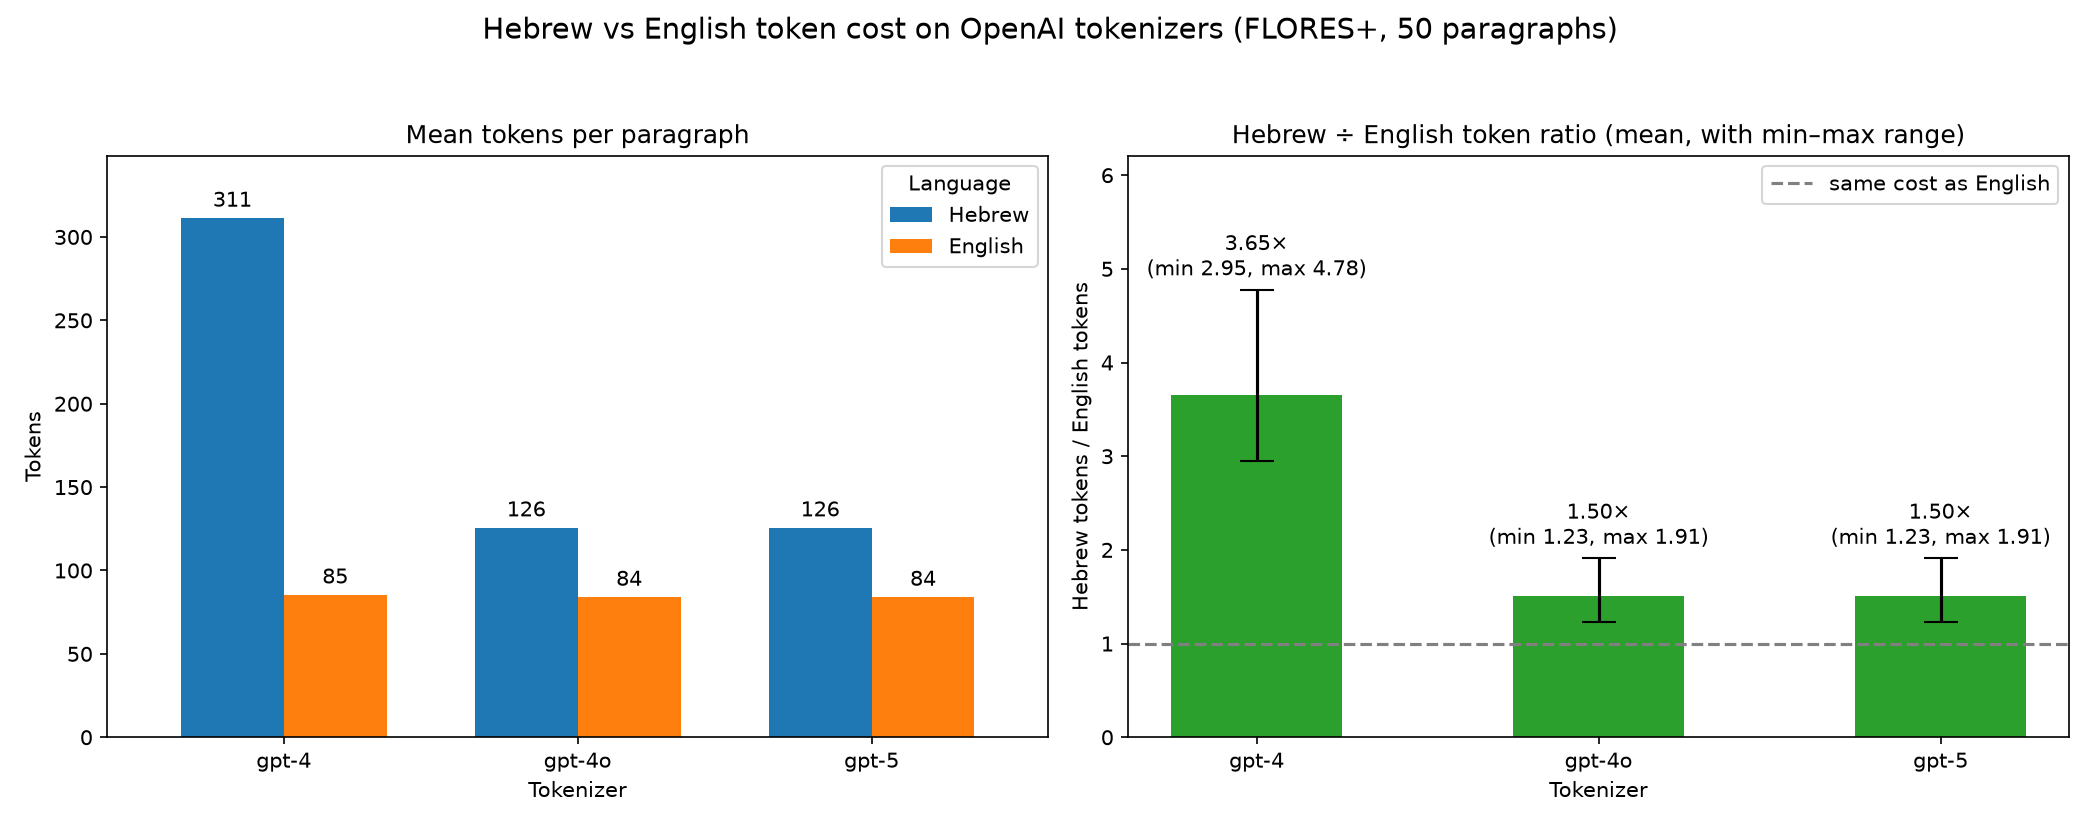 Hebrew vs English token cost on OpenAI tokenizers (FLORES+, 50 paragraphs)
Mean tokens per paragraph
Tokens
300
250
200
150
100
50
0
311
85
126
84
126
84
Language
Hebrew
English
gpt-4
gpt-4o
gpt-5
Tokenizer
Hebrew ÷ English token ratio (mean, with min–max range)
Hebrew tokens / English tokens
6
5
4
3
2
1
0
same cost as English
3.65×
(min 2.95, max 4.78)
1.50×
(min 1.23, max 1.91)
1.50×
(min 1.23, max 1.91)
gpt-4
gpt-4o
gpt-5
Tokenizer